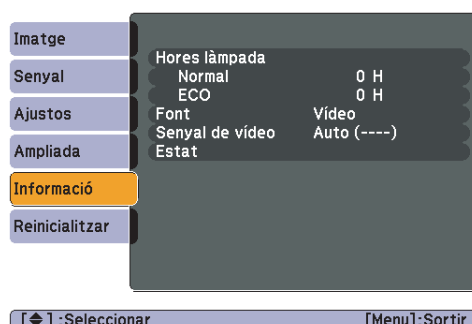 Imatge
Senyal
Ajustos
Ampliada
Informació
Reinicialitzar
Hores làmpada
Normal 0 H
ECO 0 H
Font Vídeo
Senyal de vídeo Auto (----)
Estat
[◆] :Seleccionar [Menu]:Sortir